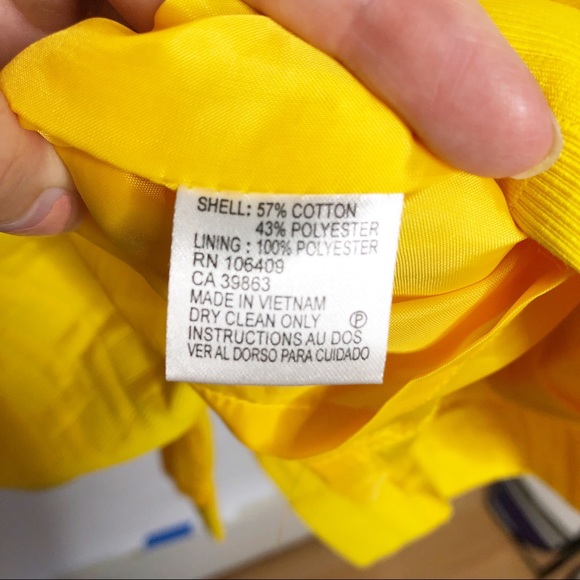 SHELL: 57% COTTON
43% POLYESTER
LINING : 100% POLYESTER
RN 106409
CA 39863
MADE IN VIETNAM
DRY CLEAN ONLY Ⓟ
INSTRUCTIONS AU DOS
VER AL DORSO PARA CUIDADO